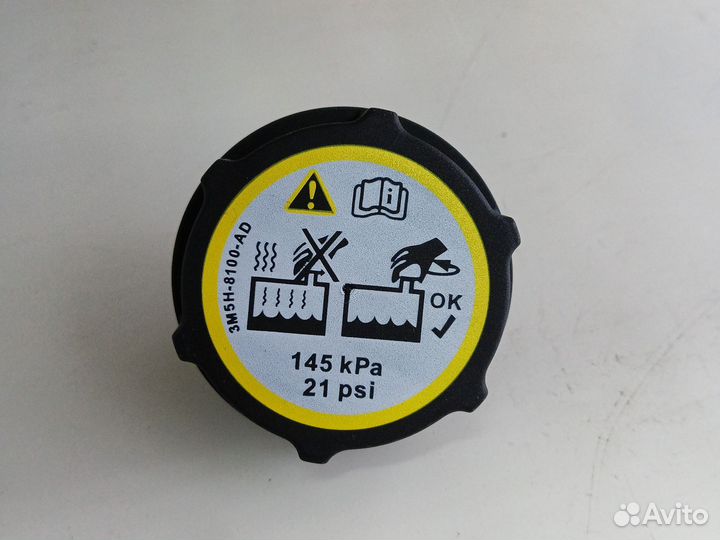 3M5H-8100-AD
OK
145 kPa
21 psi
Avito